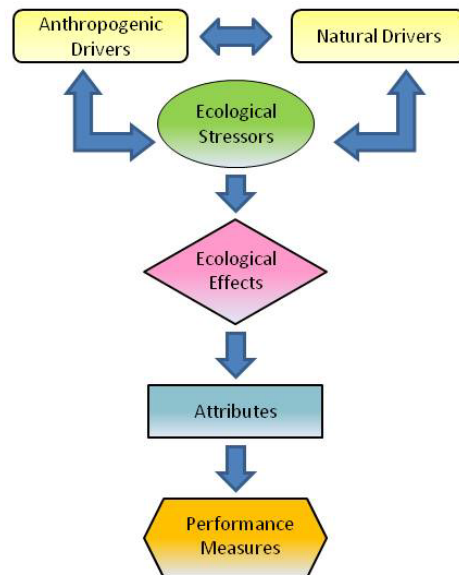 Anthropogenic
Drivers
Natural Drivers
Ecological
Stressors
Ecological
Effects
Attributes
Performance
Measures